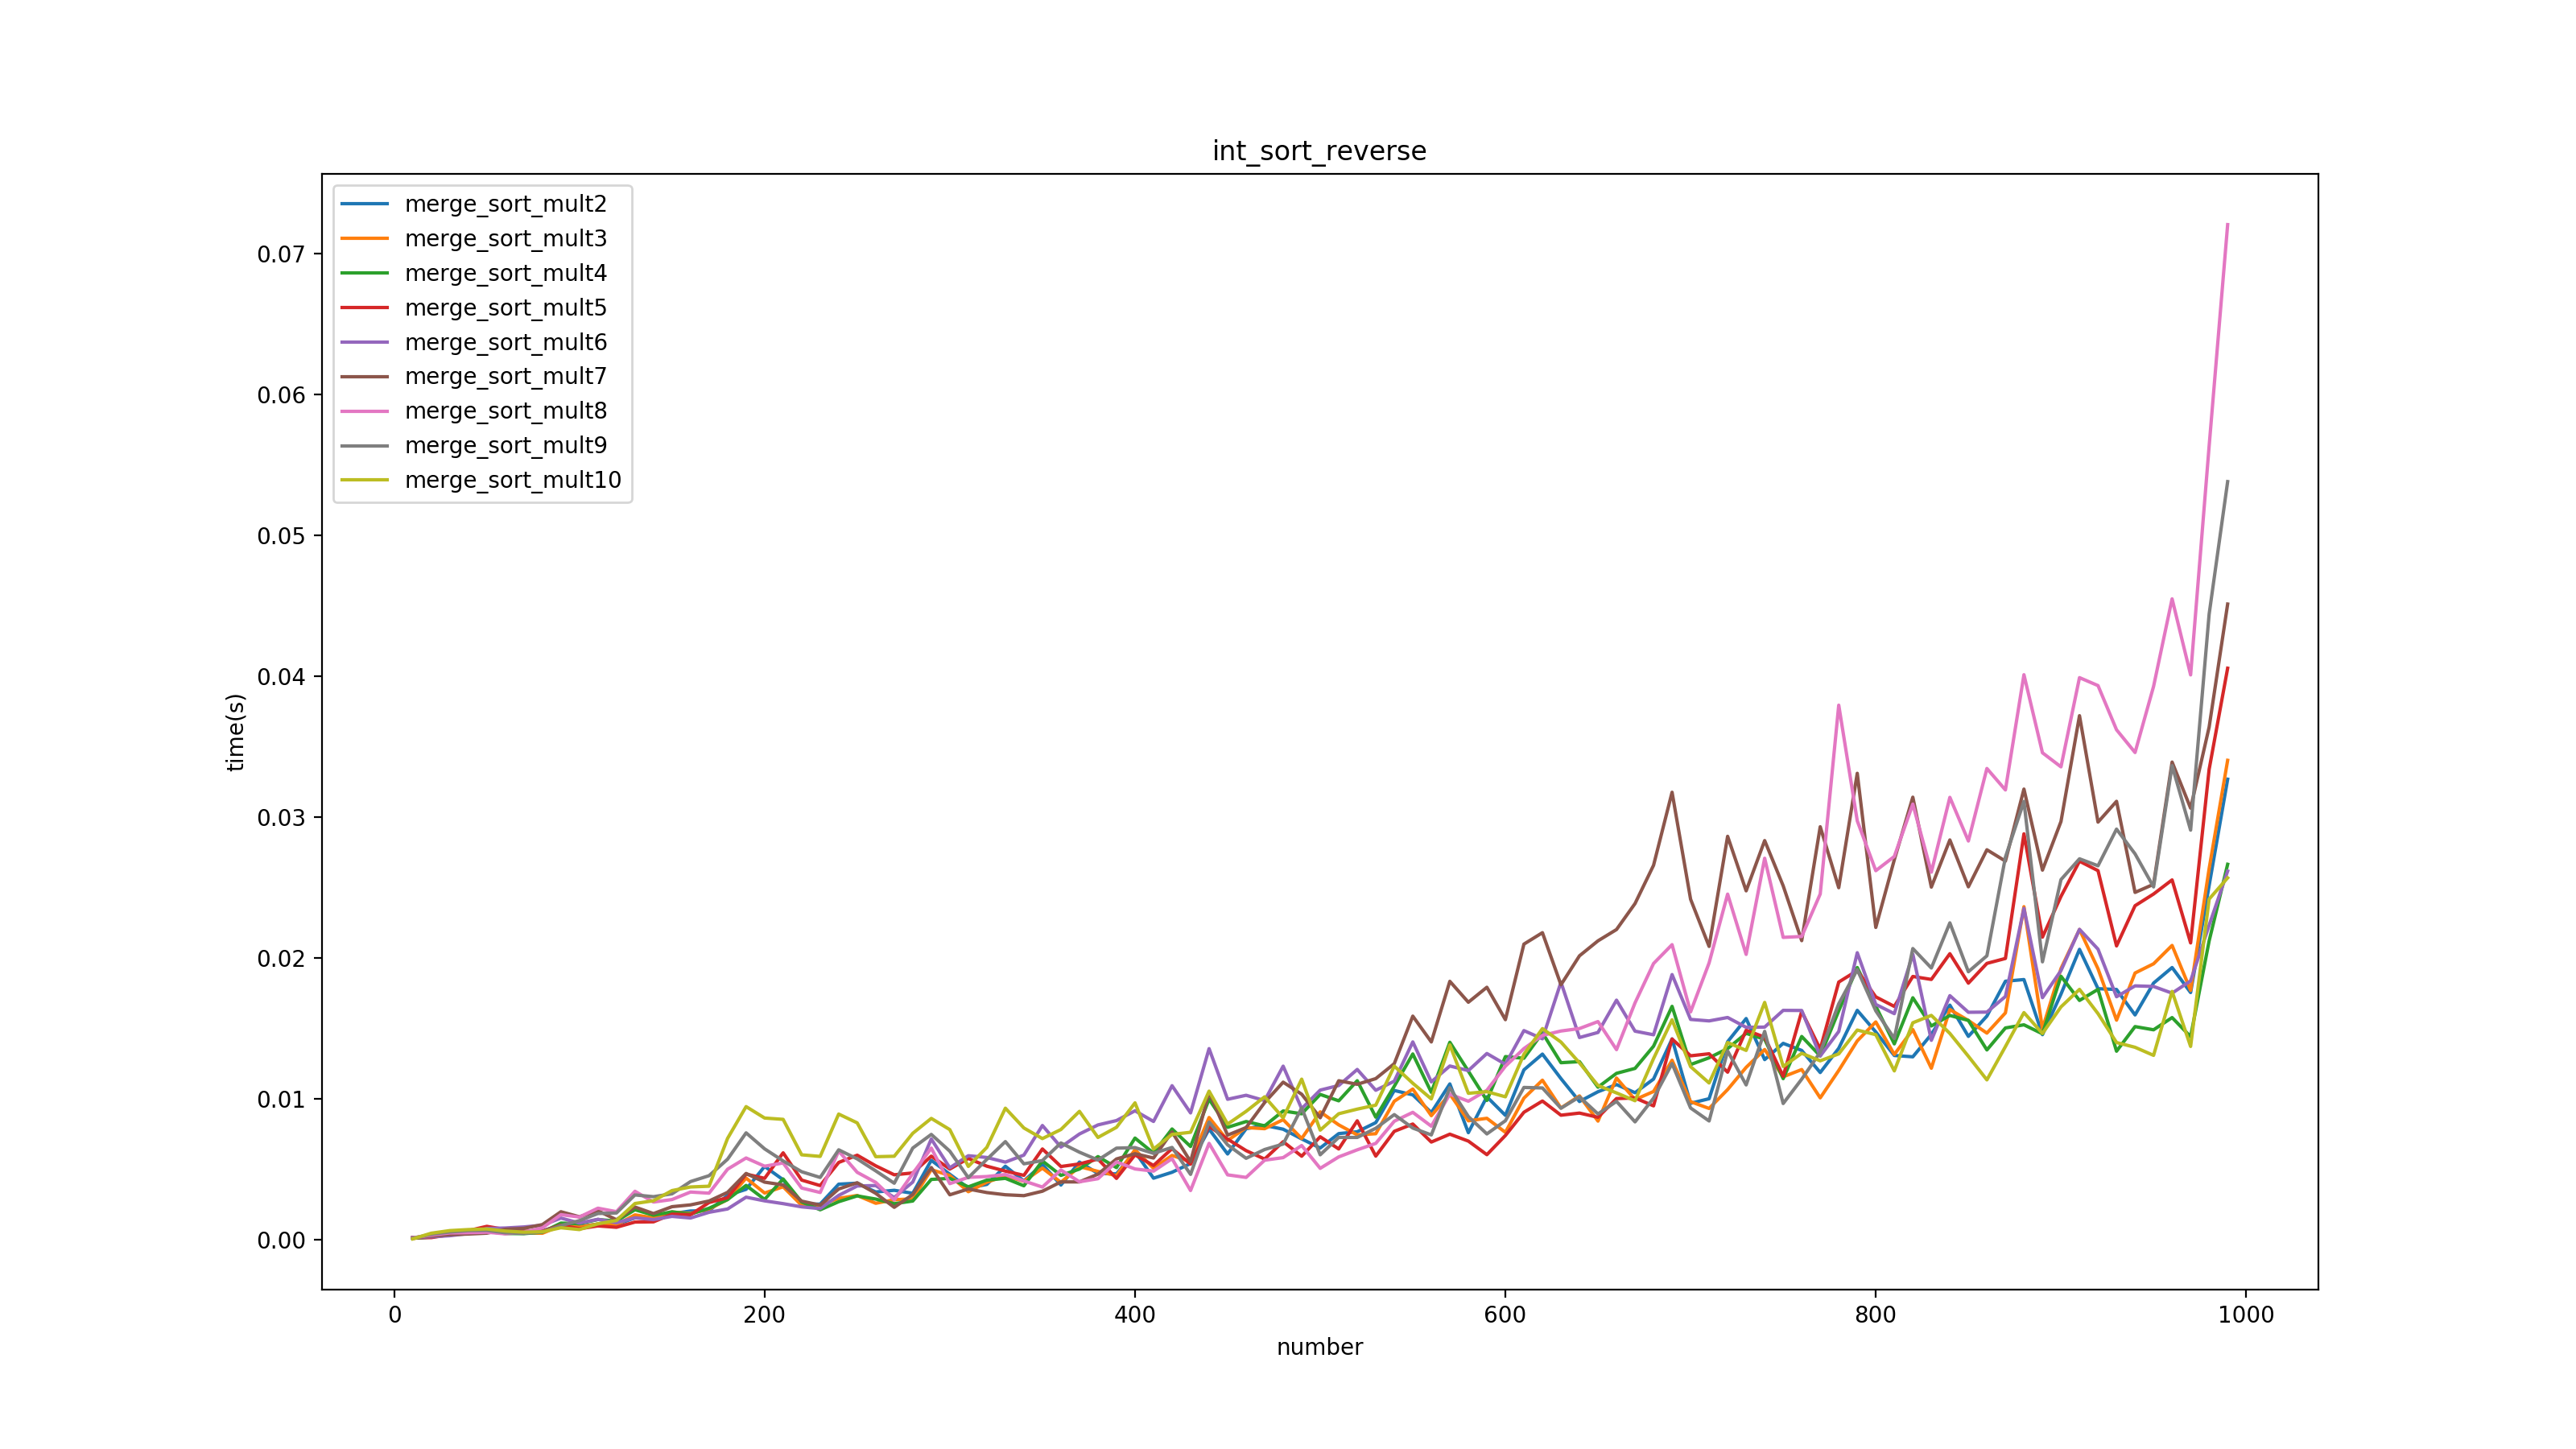 int_sort_reverse
merge_sort_mult2
merge_sort_mult3
merge_sort_mult4
merge_sort_mult5
merge_sort_mult6
merge_sort_mult7
merge_sort_mult8
merge_sort_mult9
merge_sort_mult10
0.07
0.06
0.05
0.04
0.03
0.02
0.01
0.00
time(s)
0 200 400 600 800 1000
number